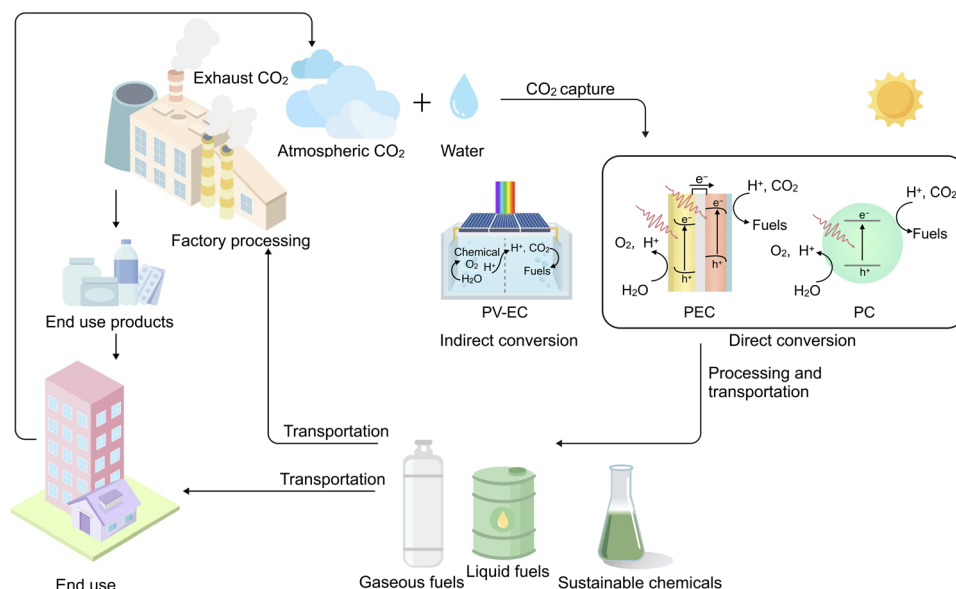 Exhaust CO₂
Atmospheric CO₂
+
Water
CO₂ capture
Factory processing
End use products
End use
Chemical
O₂
H⁺
H₂O
H⁺, CO₂
Fuels
PV-EC
Indirect conversion
e⁻
e⁻
e⁻
h⁺
h⁺
O₂, H⁺
H₂O
H⁺, CO₂
Fuels
PEC
e⁻
h⁺
O₂, H⁺
H₂O
H⁺, CO₂
Fuels
PC
Direct conversion
Processing and
transportation
Transportation
Transportation
Gaseous fuels
Liquid fuels
Sustainable chemicals